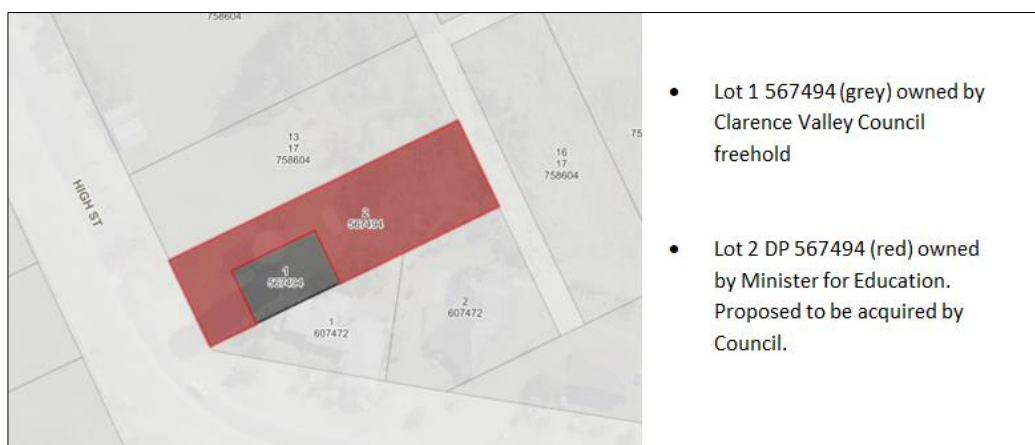 758604
13
17
758604
16
17
758604
75
HIGH ST
2
567494
1
567494
1
607472
2
607472
• Lot 1 567494 (grey) owned by
Clarence Valley Council
freehold
• Lot 2 DP 567494 (red) owned
by Minister for Education.
Proposed to be acquired by
Council.